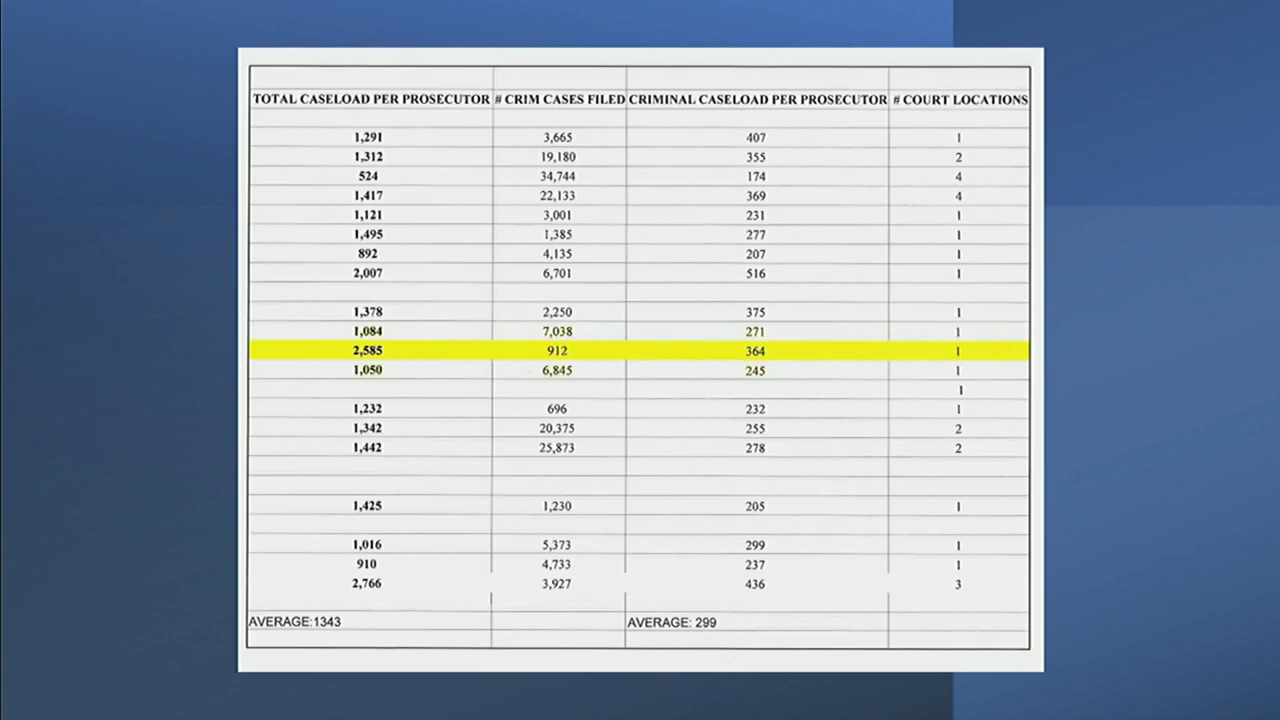 TOTAL CASELOAD PER PROSECUTOR # CRIM CASES FILED CRIMINAL CASELOAD PER PROSECUTOR # COURT LOCATIONS
1,291 3,665 407 1
1,312 19,180 355 2
524 34,744 174 4
1,417 22,133 369 4
1,121 3,001 231 1
1,495 1,385 277 1
892 4,135 207 1
2,007 6,701 516 1
1,378 2,250 375 1
1,084 7,038 271 1
2,585 912 364 1
1,050 6,845 245 1
1
1,232 696 232 1
1,342 20,375 255 2
1,442 25,873 278 2
1,425 1,230 205 1
1,016 5,373 299 1
910 4,733 237 1
2,766 3,927 436 3
AVERAGE:1343 AVERAGE: 299